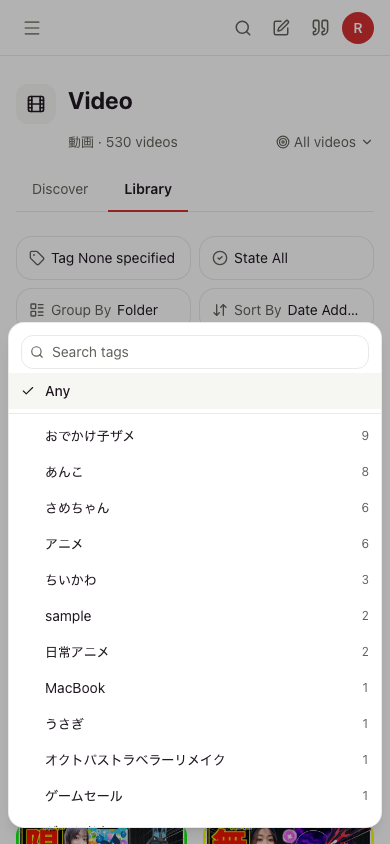 R
Video
動画 · 530 videos
All videos
Discover
Library
Tag None specified
State All
Group By Folder
Sort By Date Add...
Search tags
Any
おでかけ子ザメ 9
あんこ 8
さめちゃん 6
アニメ 6
ちいかわ 3
sample 2
日常アニメ 2
MacBook 1
うさぎ 1
オクトパストラベラーリメイク 1
ゲームセール 1